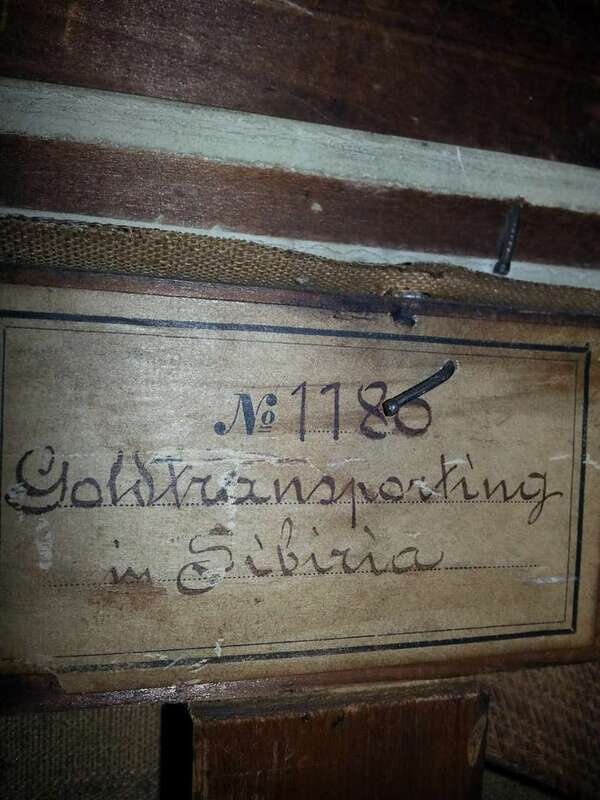 № 1186
Goldtransporting
in Sibiria